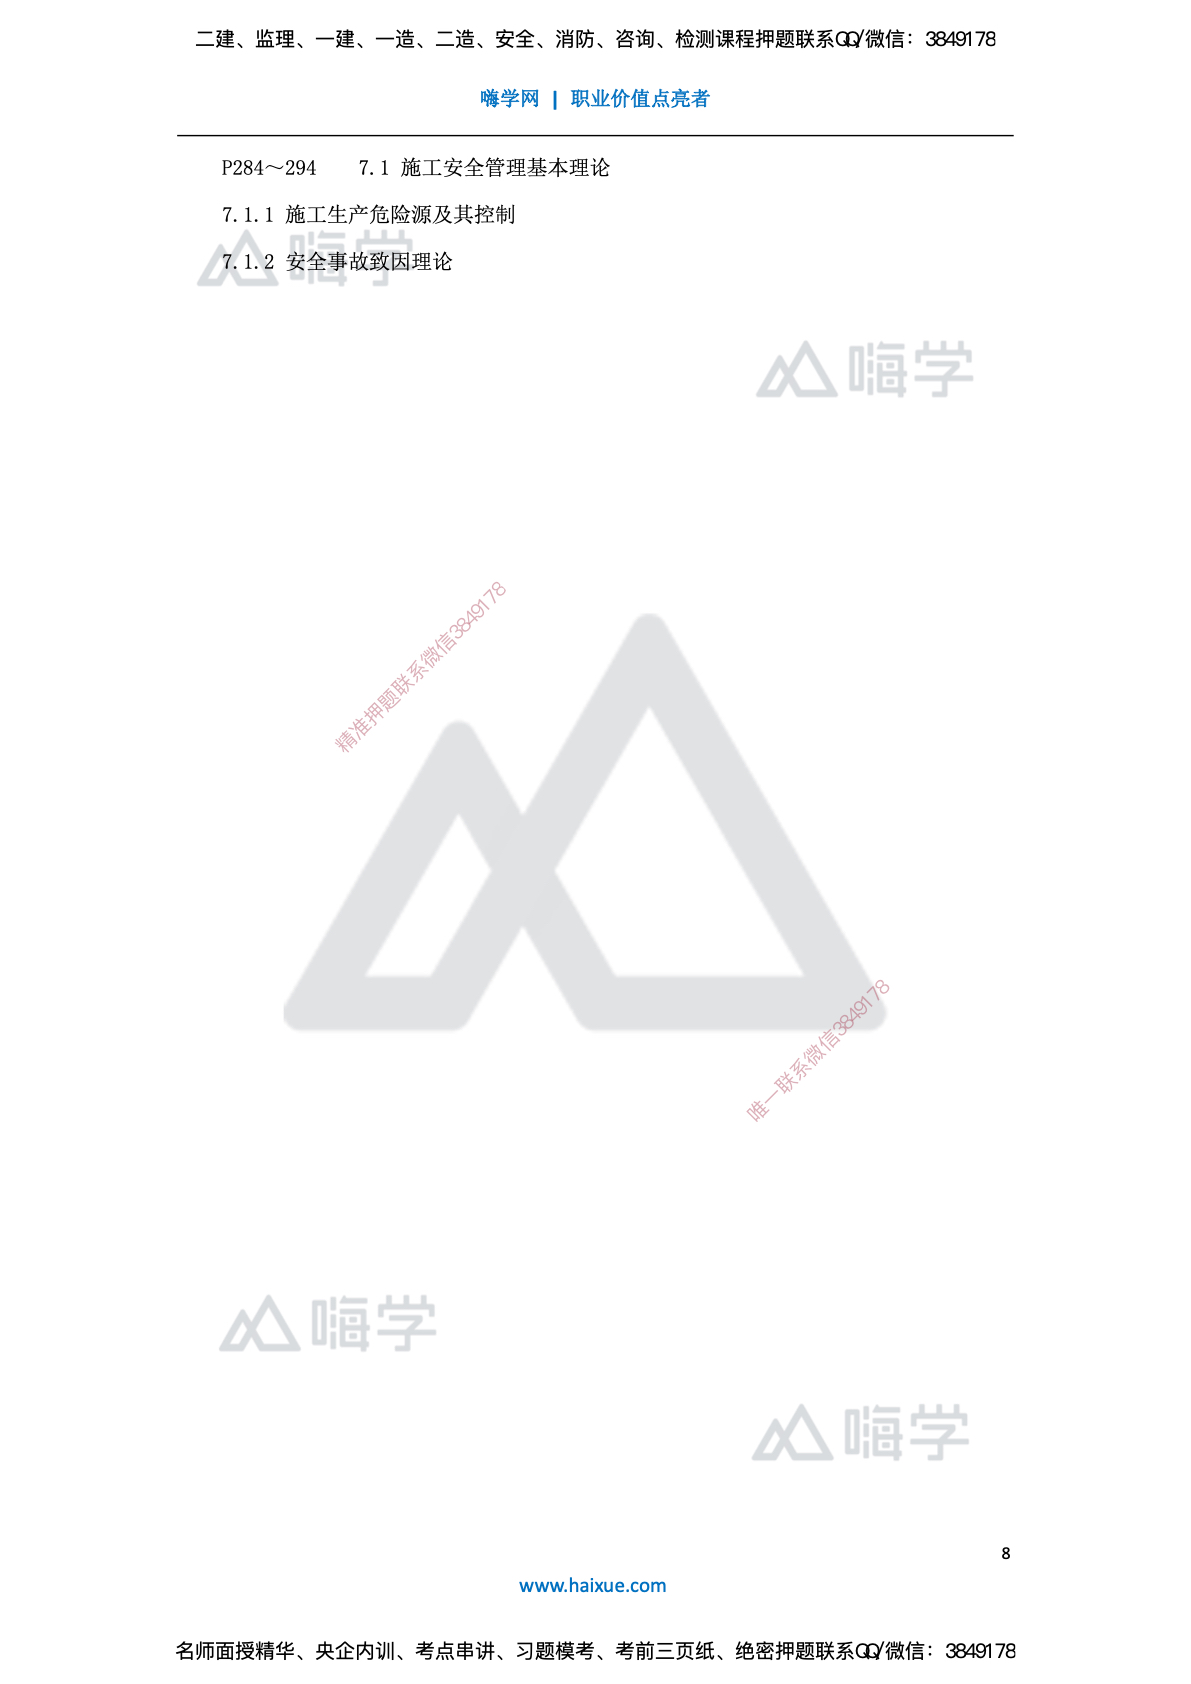 二建、监理、一建、一造、二造、安全、消防、咨询、检测课程押题联系QQ/微信：3849178
嗨学网 | 职业价值点亮者
P284～294 7.1 施工安全管理基本理论
7.1.1 施工生产危险源及其控制
嗨学
7.1.2 安全事故致因理论
嗨学
精准押题联系微信3849178
唯一联系微信3849178
嗨学
嗨学
8
www.haixue.com
名师面授精华、央企内训、考点串讲、习题模考、考前三页纸、绝密押题联系QQ/微信：3849178